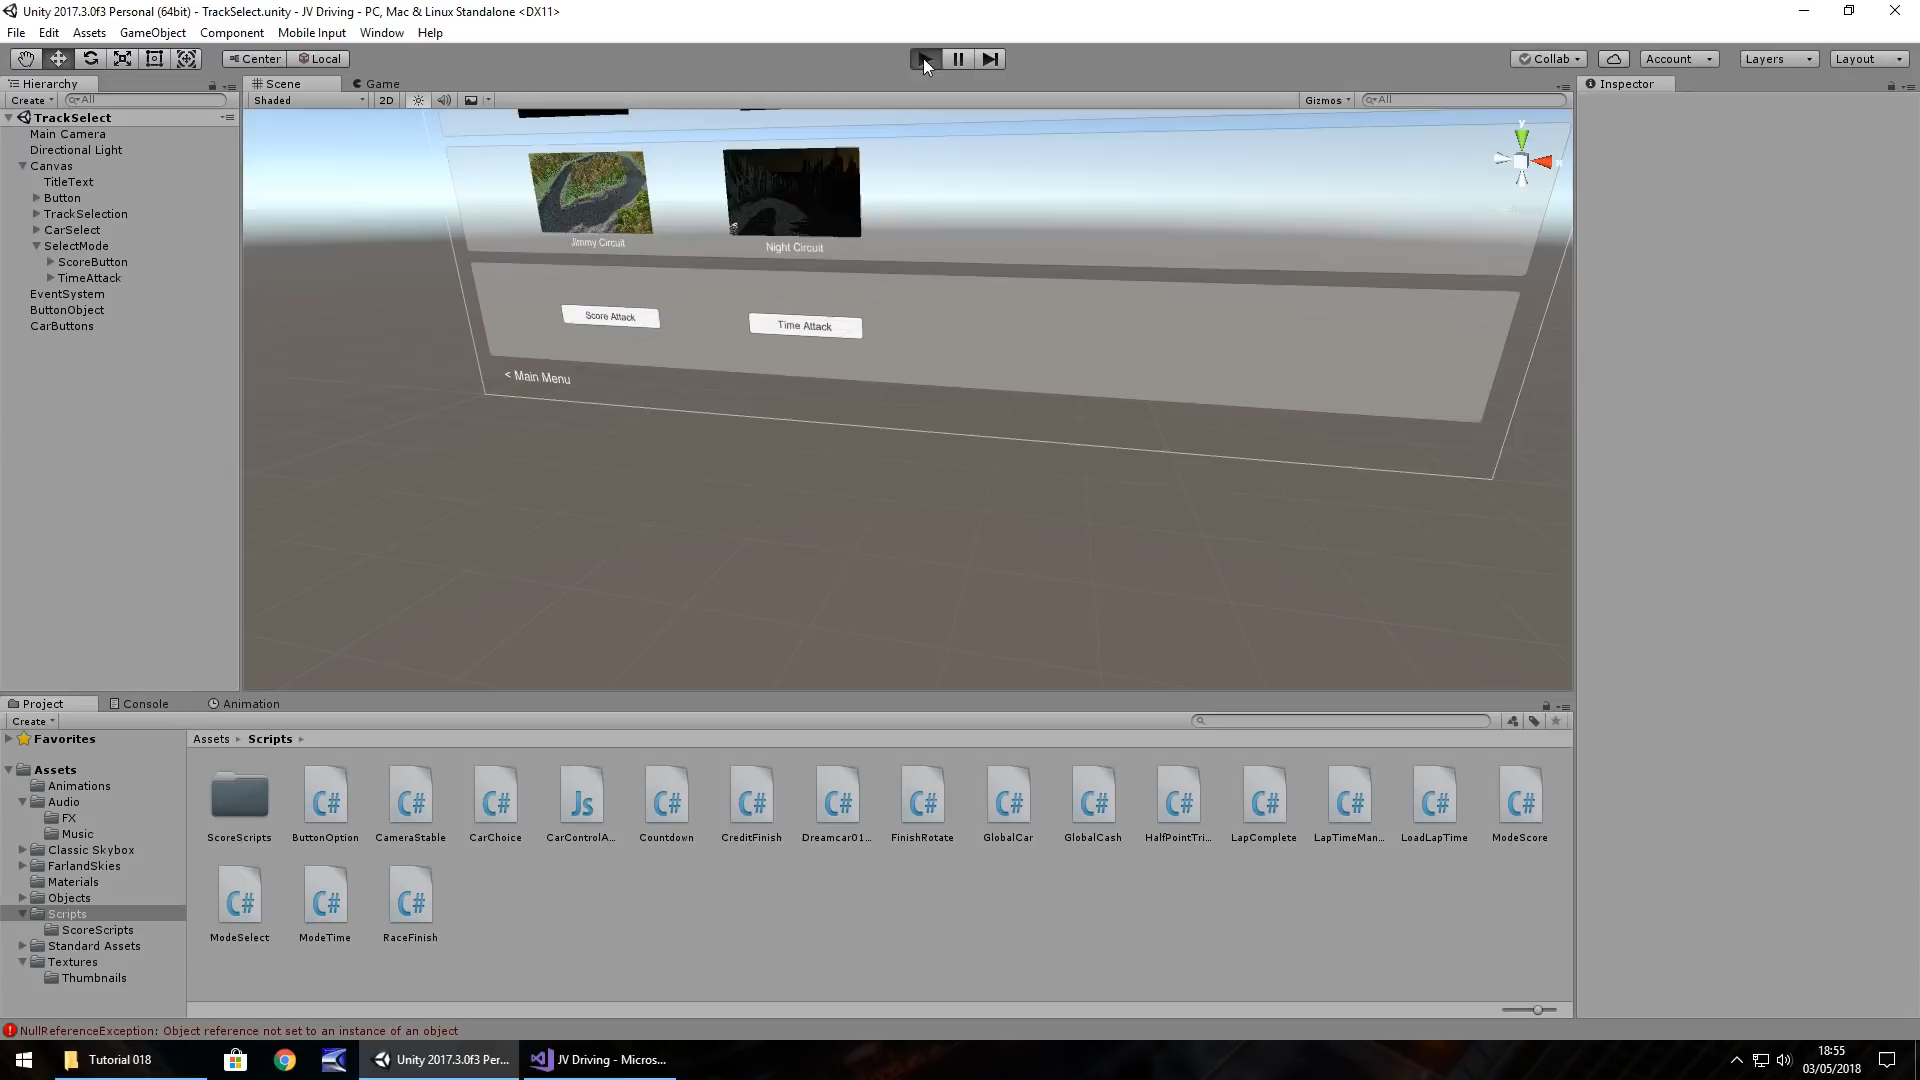 Unity 2017.3.0f3 Personal (64bit) - TrackSelect.unity - JV Driving - PC, Mac & Linux Standalone <DX11>
File Edit Assets GameObject Component Mobile Input Window Help
Center Local Collab Account Layers Layout
Hierarchy Scene Game Inspector
Create All Shaded 2D Gizmos All
TrackSelect
Main Camera
Directional Light
Canvas
TitleText
Button
TrackSelection
CarSelect
SelectMode
ScoreButton
TimeAttack
EventSystem
ButtonObject
CarButtons
y
x
Jimmy Circuit
Night Circuit
Score Attack
Time Attack
< Main Menu
Project Console Animation
Create
Favorites
Assets
Animations
Audio
FX
Music
Classic Skybox
FarlandSkies
Materials
Objects
Scripts
ScoreScripts
Standard Assets
Textures
Thumbnails
Assets Scripts
C# C# C# Js C# C# C# C# C# C# C# C# C# C# C#
ScoreScripts ButtonOption CameraStable CarChoice CarControlA... Countdown CreditFinish Dreamcar01... FinishRotate GlobalCar GlobalCash HalfPointTri... LapComplete LapTimeMan... LoadLapTime ModeScore
C# C# C#
ModeSelect ModeTime RaceFinish
NullReferenceException: Object reference not set to an instance of an object
Tutorial 018 Unity 2017.3.0f3 Per... JV Driving - Micros...
18:55
03/05/2018